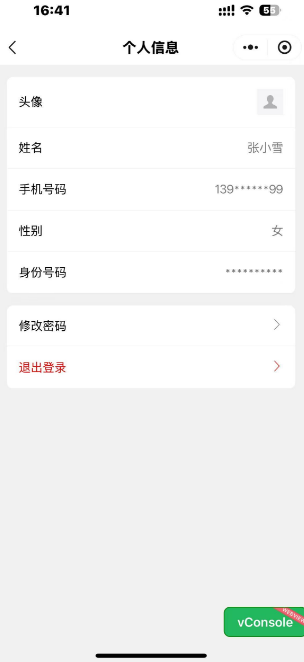 16:41
55
个人信息
头像
姓名 张小雪
手机号码 139******99
性别 女
身份号码 **********
修改密码
退出登录
WEBVIEW
vConsole